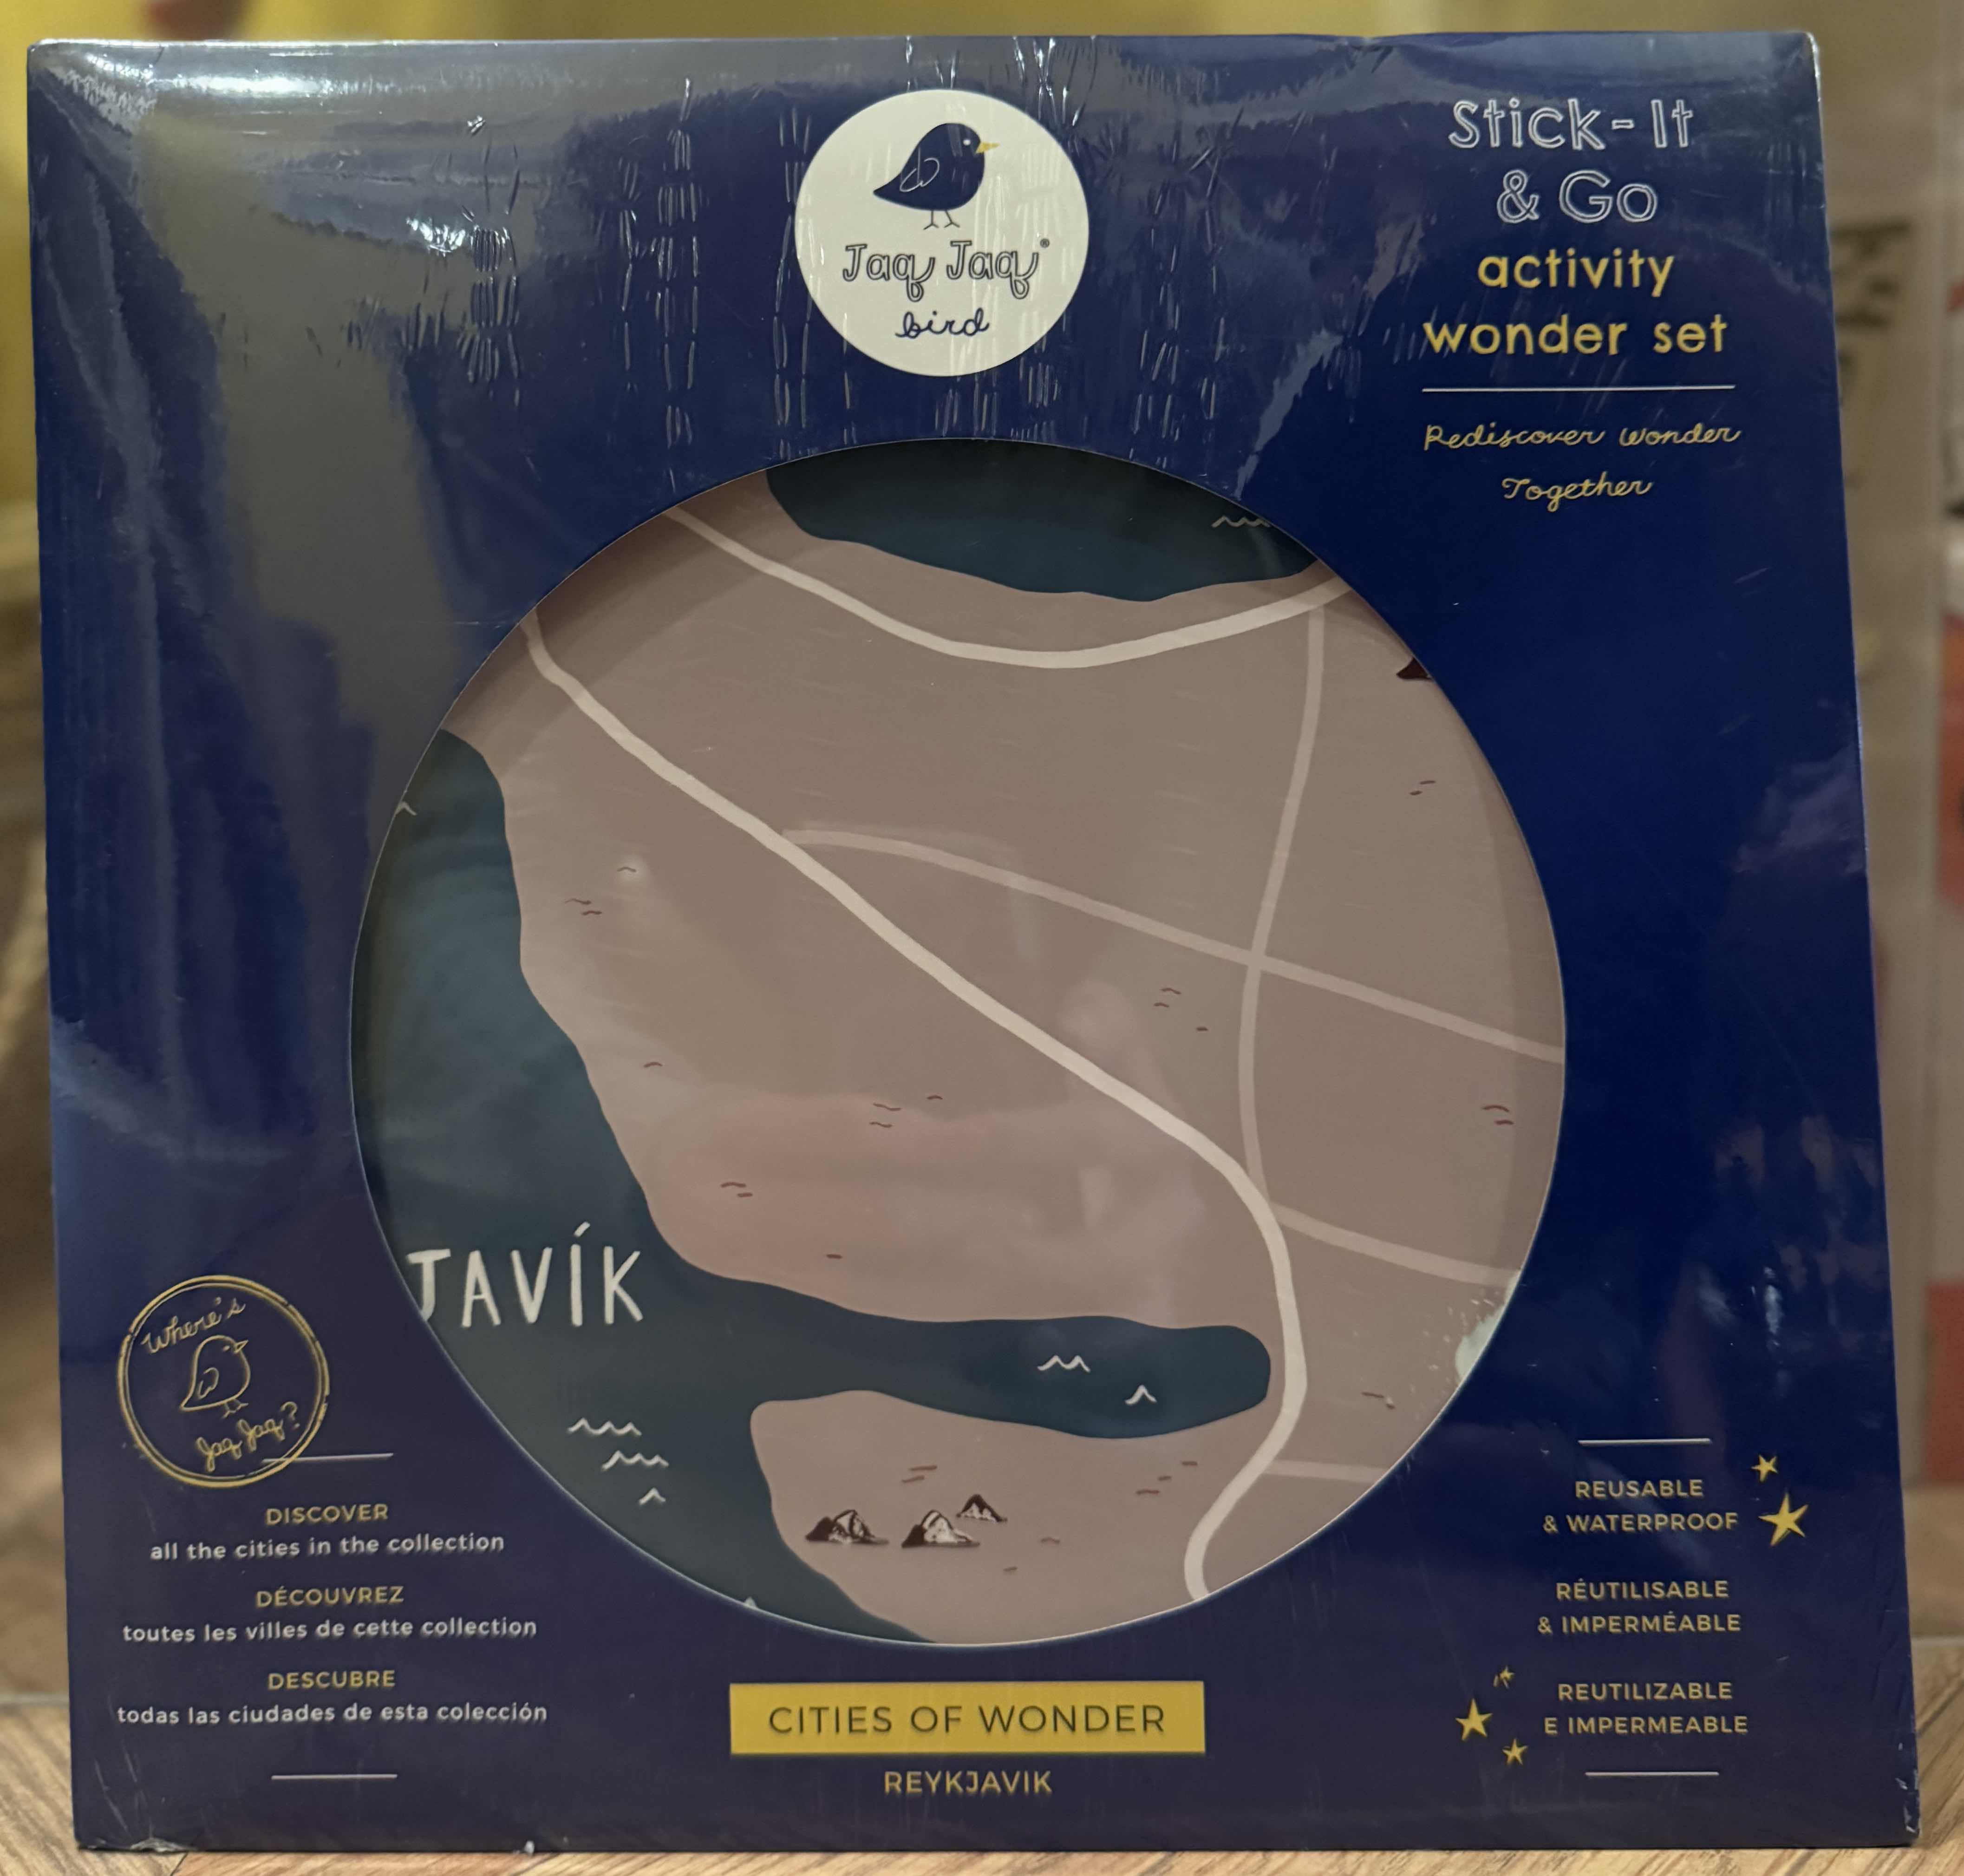 Jaq Jaq®
bird
Stick-It
& Go
activity
wonder set
Rediscover wonder
Together
JAVÍK
Where's
Jaq Jaq?
DISCOVER
all the cities in the collection
DÉCOUVREZ
toutes les villes de cette collection
DESCUBRE
todas las ciudades de esta colección
CITIES OF WONDER
REYKJAVIK
REUSABLE
& WATERPROOF
RÉUTILISABLE
& IMPERMÉABLE
REUTILIZABLE
E IMPERMEABLE